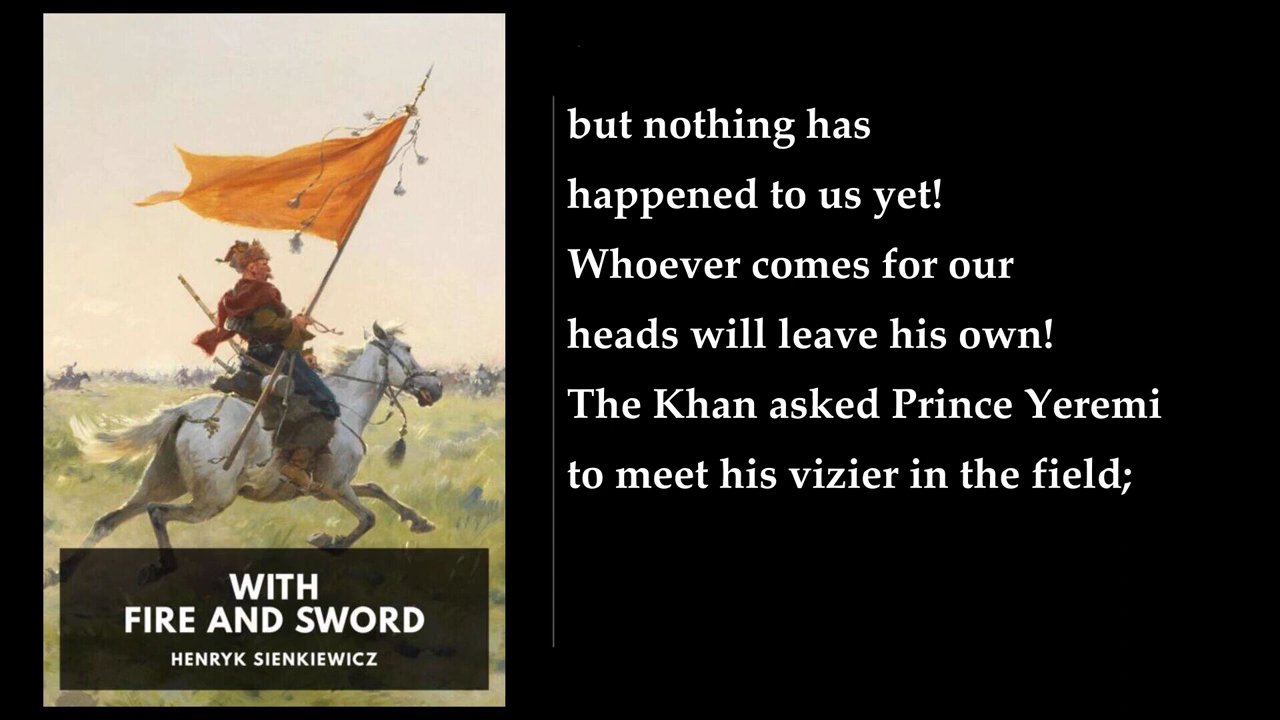 but nothing has
happened to us yet!
Whoever comes for our
heads will leave his own!
The Khan asked Prince Yeremi
to meet his vizier in the field;
WITH
FIRE AND SWORD
HENRYK SIENKIEWICZ